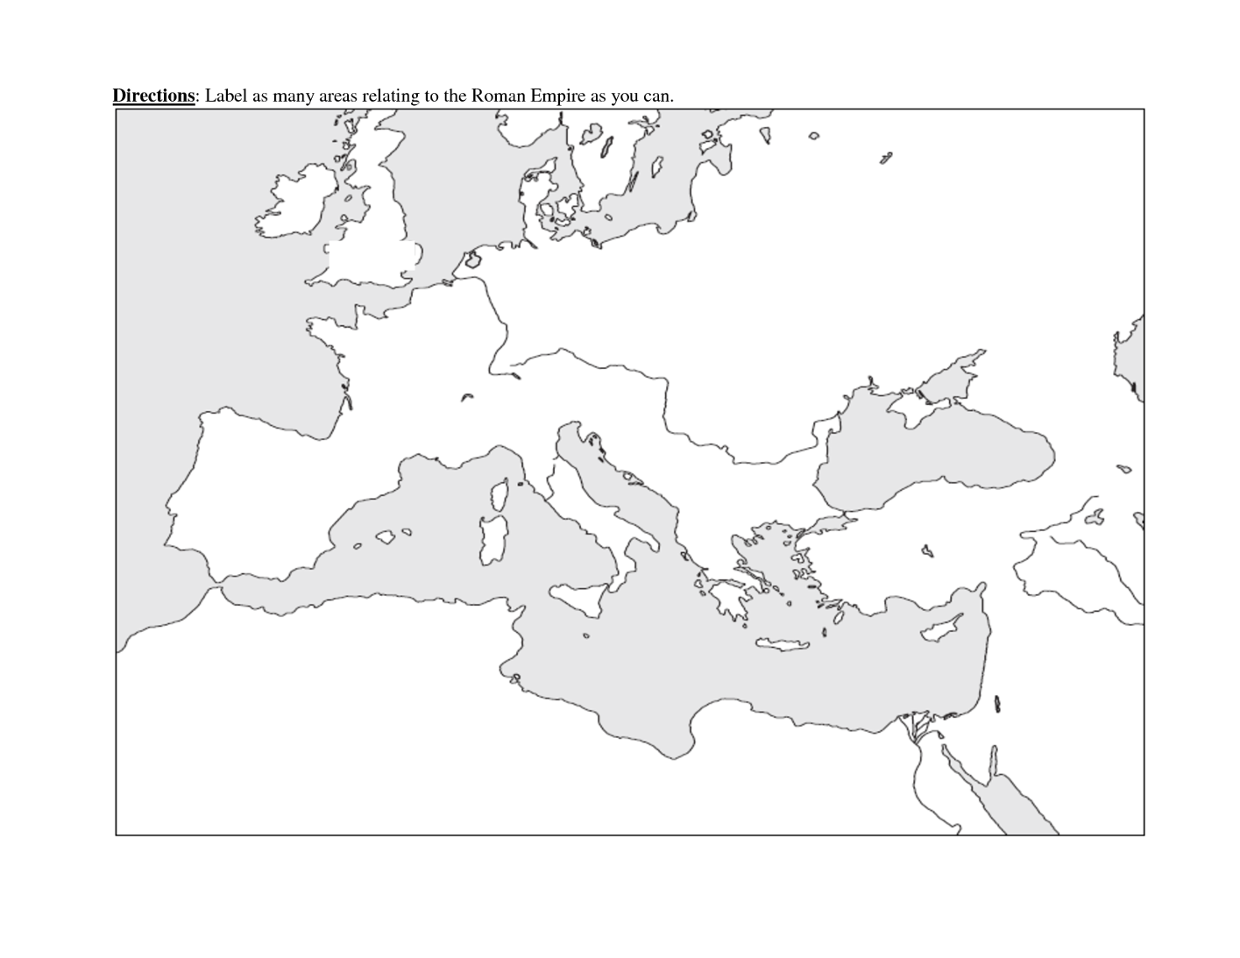 Directions: Label as many areas relating to the Roman Empire as you can.